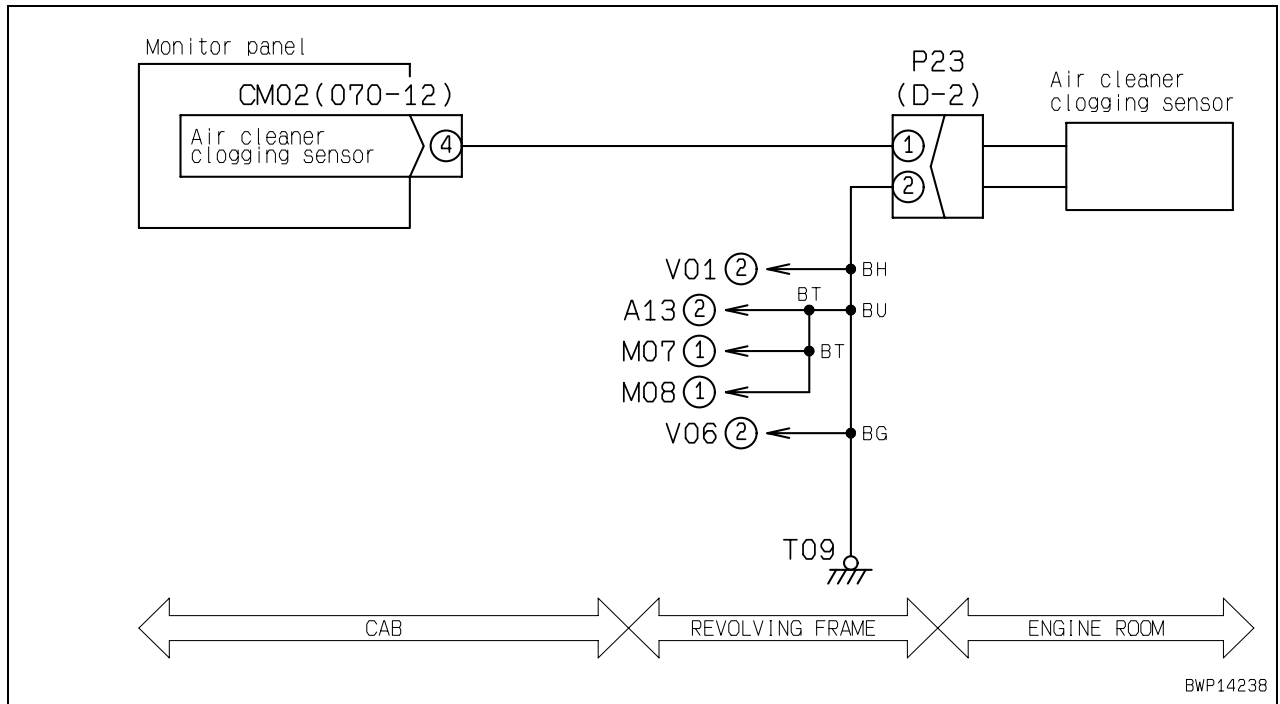 Monitor panel
CM02(070-12)
Air cleaner
clogging sensor
4
P23
(D-2)
1
2
Air cleaner
clogging sensor
V01 2
BH
BT
A13 2
BU
M07 1
BT
M08 1
V06 2
BG
T09
CAB
REVOLVING FRAME
ENGINE ROOM
BWP14238